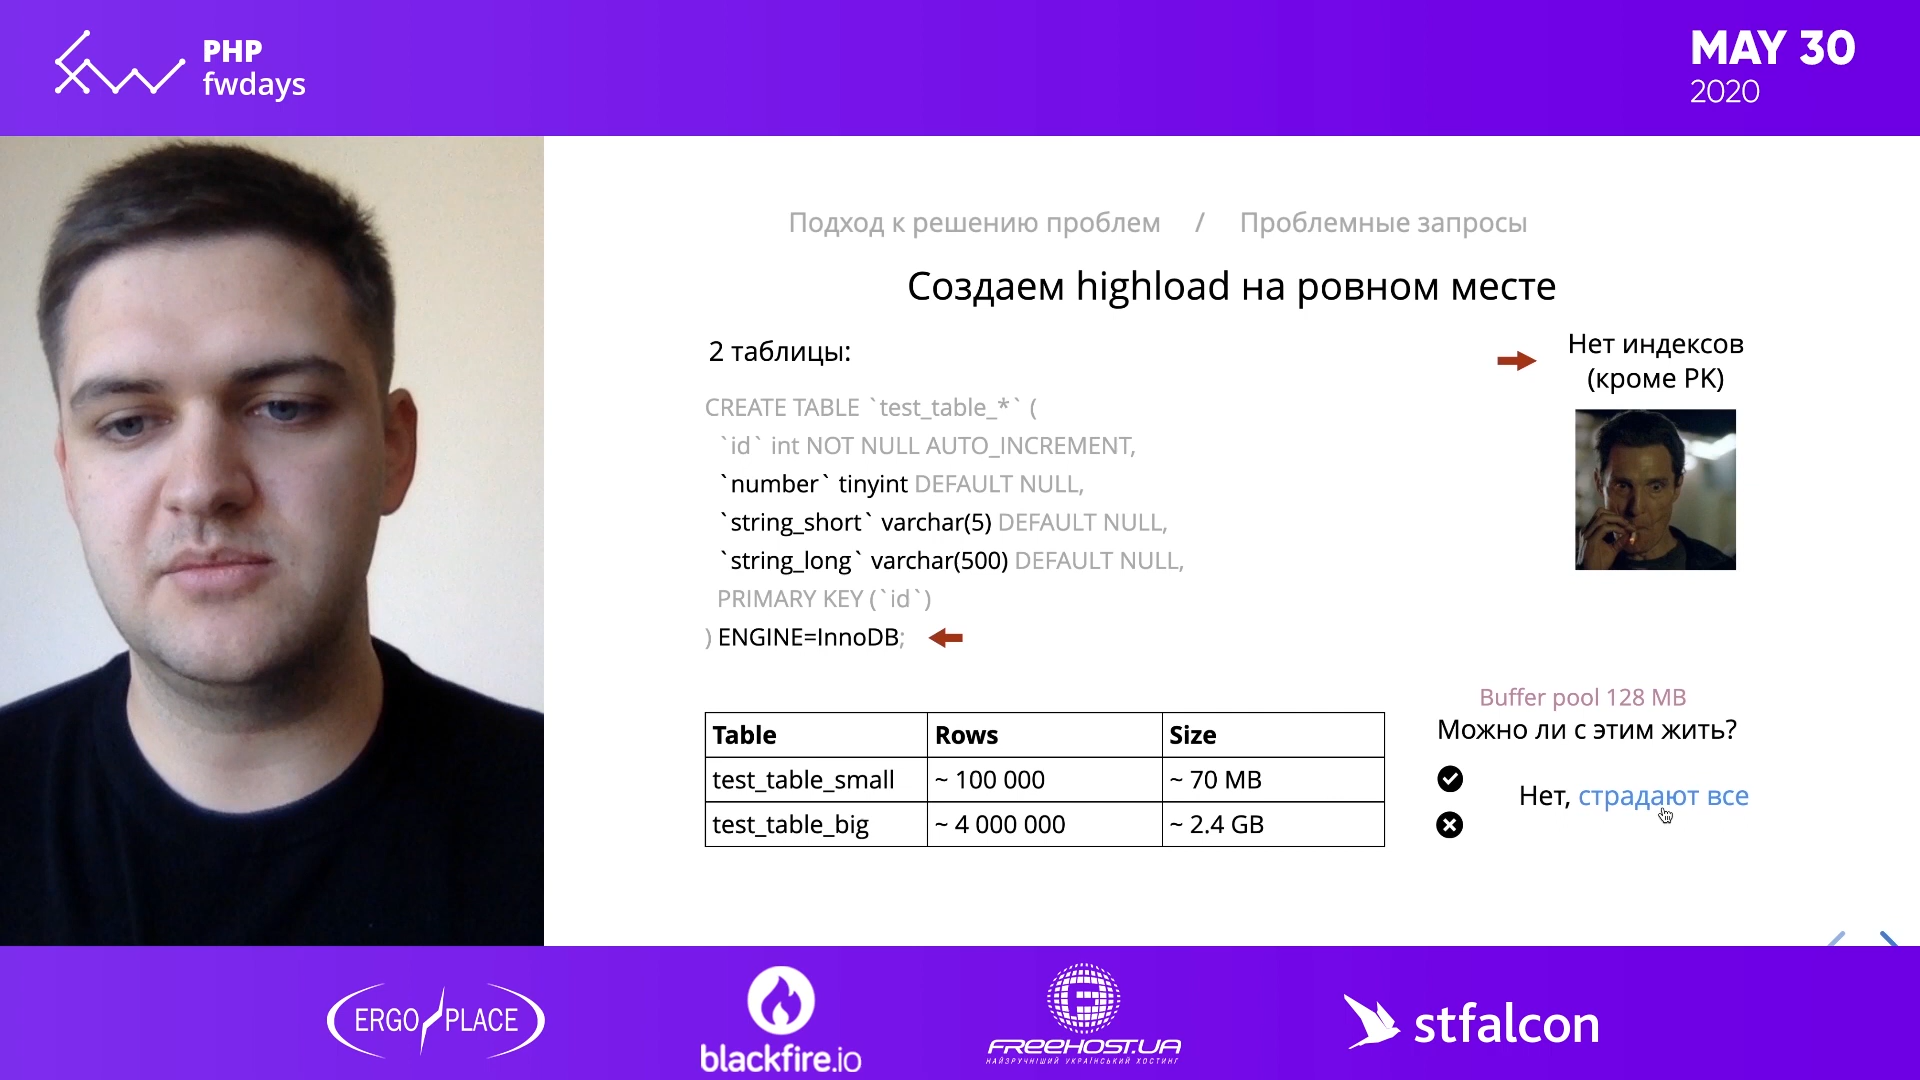 PHP
fwdays
MAY 30
2020
Подход к решению проблем / Проблемные запросы
Создаем highload на ровном месте
2 таблицы:
Нет индексов
(кроме PK)
CREATE TABLE `test_table_*` (
`id` int NOT NULL AUTO_INCREMENT,
`number` tinyint DEFAULT NULL,
`string_short` varchar(5) DEFAULT NULL,
`string_long` varchar(500) DEFAULT NULL,
PRIMARY KEY (`id`)
) ENGINE=InnoDB;
Table Rows Size
test_table_small ~ 100 000 ~ 70 MB
test_table_big ~ 4 000 000 ~ 2.4 GB
Buffer pool 128 MB
Можно ли с этим жить?
Нет, страдают все
ERGO PLACE
blackfire.io
FREEHOST.UA
НАЙЗРУЧНІШИЙ УКРАЇНСЬКИЙ ХОСТИНГ
stfalcon